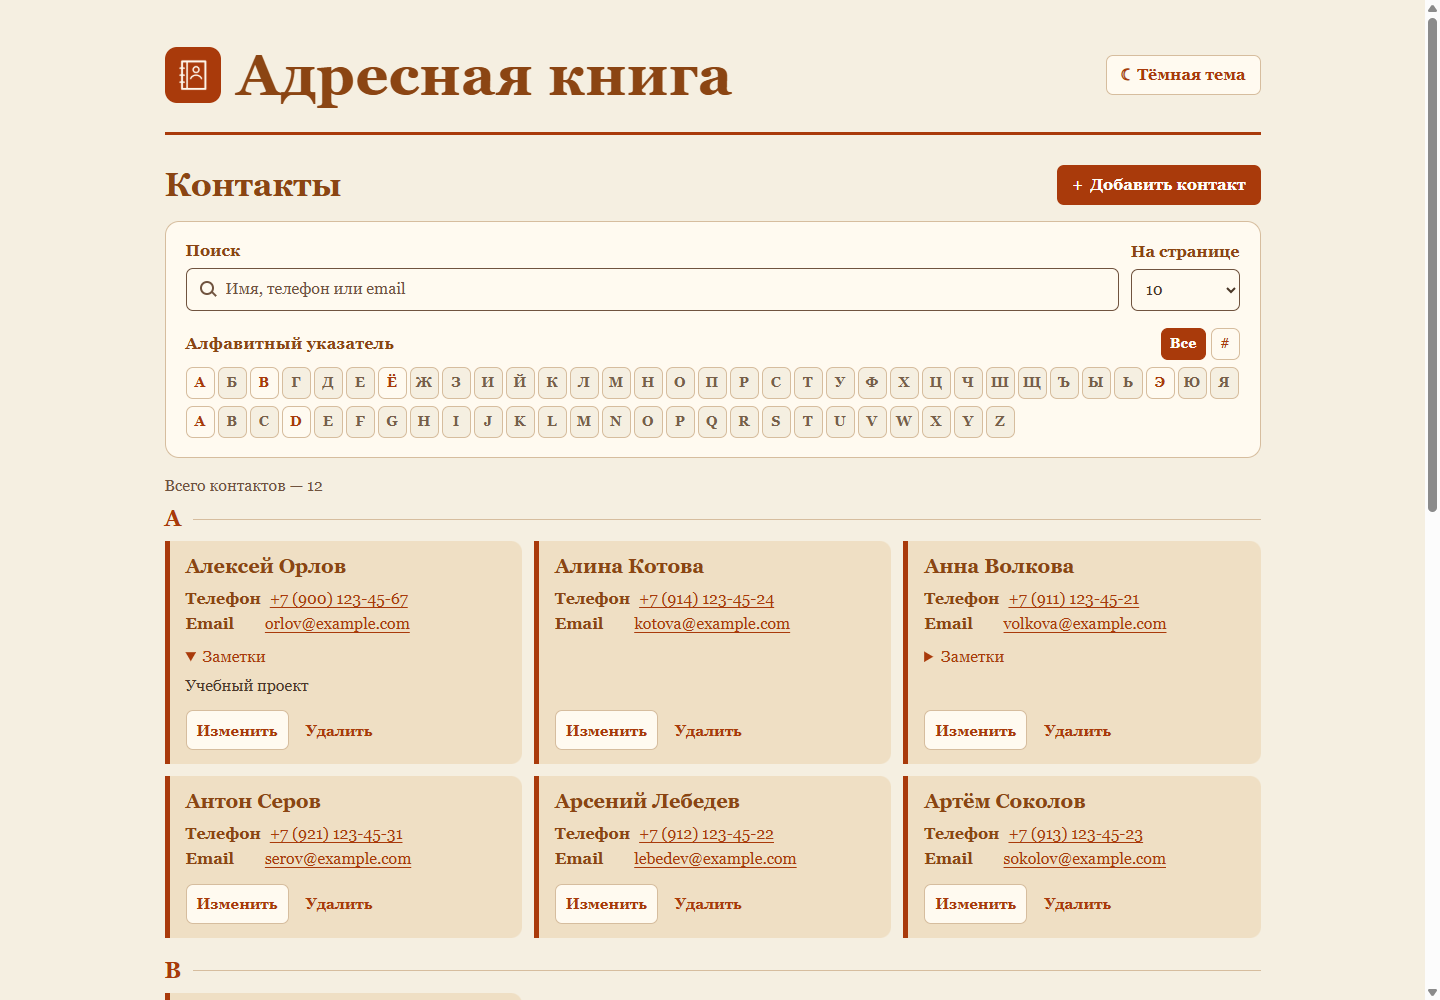 Адресная книга
☾ Тёмная тема
Контакты
+ Добавить контакт
Поиск
На странице
Имя, телефон или email
10
Алфавитный указатель
Все #
А Б В Г Д Е Ё Ж З И Й К Л М Н О П Р С Т У Ф Х Ц Ч Ш Щ Ъ Ы Ь Э Ю Я
A B C D E F G H I J K L M N O P Q R S T U V W X Y Z
Всего контактов — 12
А
Алексей Орлов
Телефон +7 (900) 123-45-67
Email orlov@example.com
▼ Заметки
Учебный проект
Изменить Удалить
Алина Котова
Телефон +7 (914) 123-45-24
Email kotova@example.com
Изменить Удалить
Анна Волкова
Телефон +7 (911) 123-45-21
Email volkova@example.com
▶ Заметки
Изменить Удалить
Антон Серов
Телефон +7 (921) 123-45-31
Email serov@example.com
Изменить Удалить
Арсений Лебедев
Телефон +7 (912) 123-45-22
Email lebedev@example.com
Изменить Удалить
Артём Соколов
Телефон +7 (913) 123-45-23
Email sokolov@example.com
Изменить Удалить
В